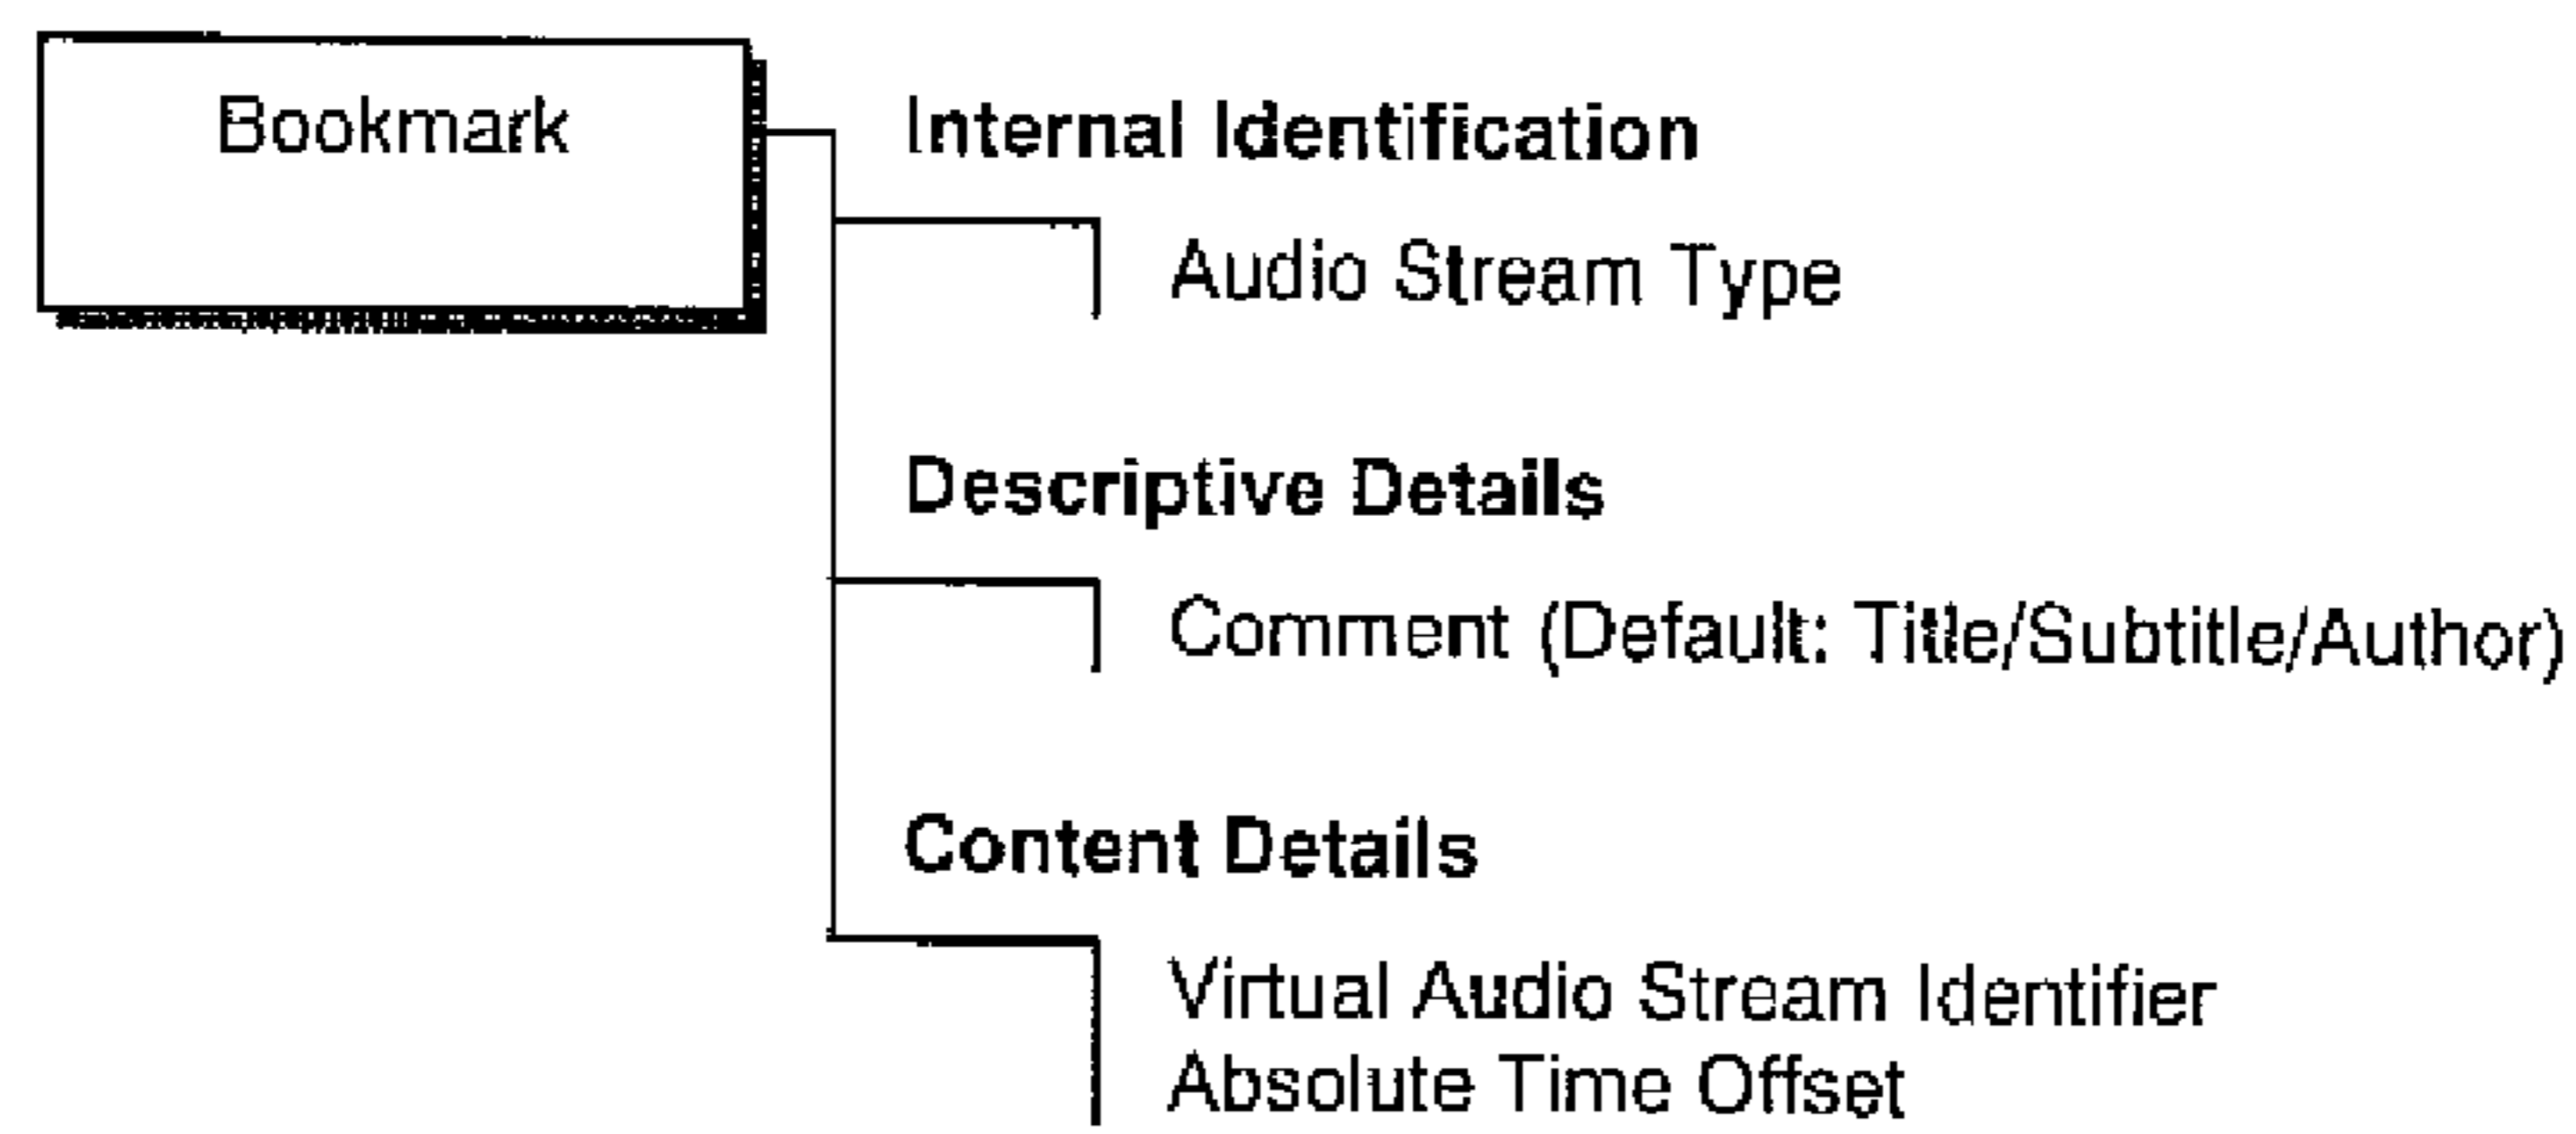 Bookmark
Internal Identification
Audio Stream Type
Descriptive Details
Comment (Default: Title/Subtitle/Author)
Content Details
Virtual Audio Stream Identifier
Absolute Time Offset